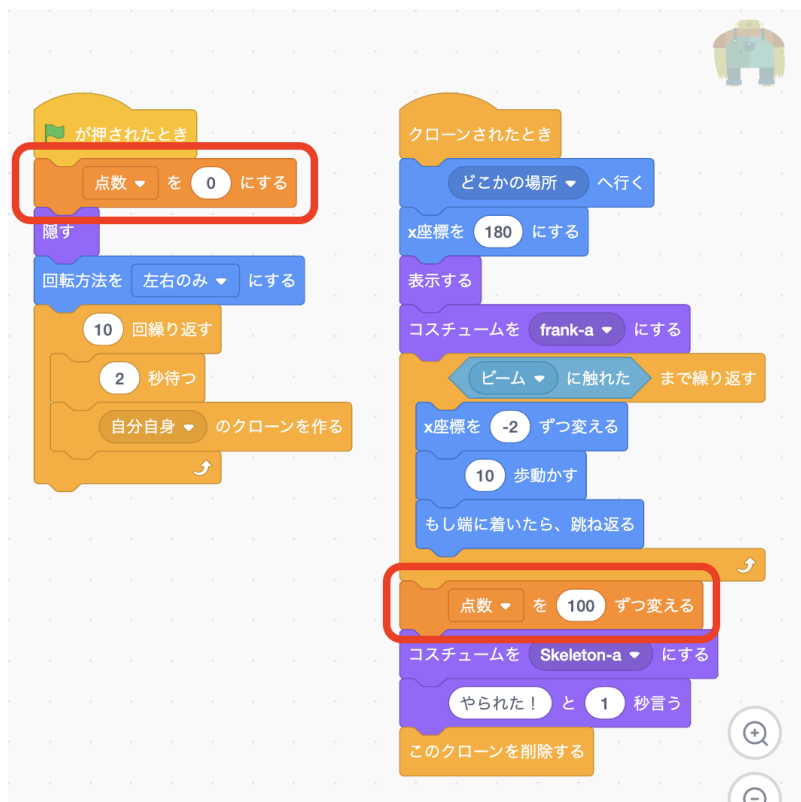 が押されたとき
点数 を 0 にする
隠す
回転方法を 左右のみ にする
10 回繰り返す
2 秒待つ
自分自身 のクローンを作る
クローンされたとき
どこかの場所 へ行く
x座標を 180 にする
表示する
コスチュームを frank-a にする
ビーム に触れた まで繰り返す
x座標を -2 ずつ変える
10 歩動かす
もし端に着いたら、跳ね返る
点数 を 100 ずつ変える
コスチュームを Skeleton-a にする
やられた！ と 1 秒言う
このクローンを削除する